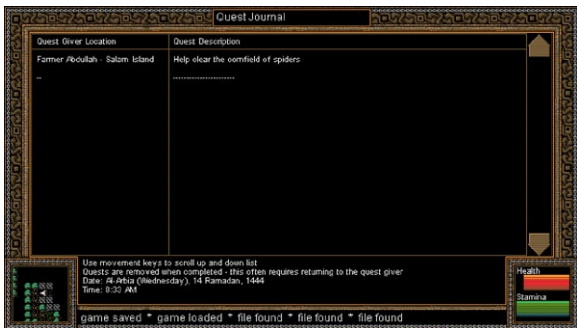 Quest Journal
Quest Giver Location
Quest Description
Farmer Abdullah - Salam Island
Help clear the cornfield of spiders
--
----------------------
Use movement keys to scroll up and down list
Quests are removed when completed - this often requires returning to the quest giver
Date: Al-Arbia (Wednesday), 14 Ramadan, 1444
Time: 8:33 AM
Health
Stamina
game saved * game loaded * file found * file found * file found